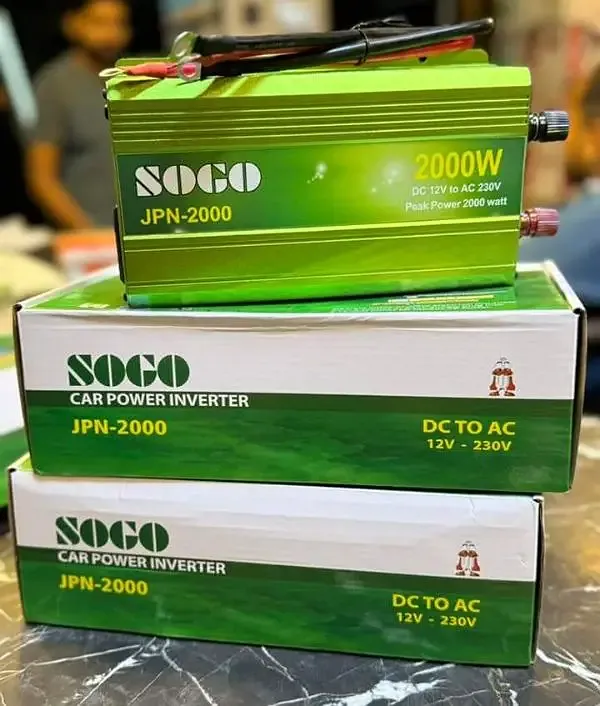 SOGO
JPN-2000
2000W
DC 12V to AC 230V
Peak Power 2000 watt
SOGO
CAR POWER INVERTER
JPN-2000
DC TO AC
12V - 230V
SOGO
CAR POWER INVERTER
JPN-2000
DC TO AC
12V - 230V